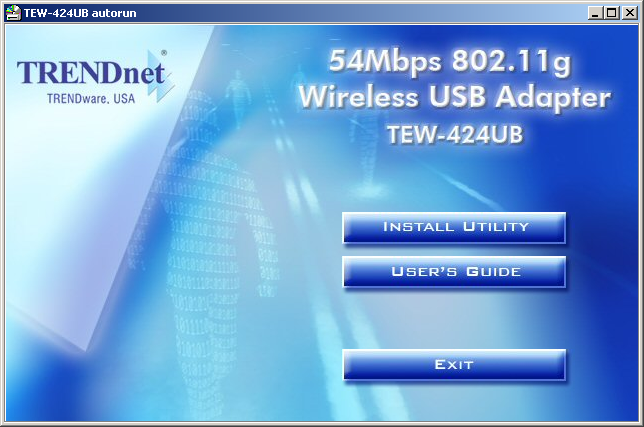 TEW-424UB autorun
TRENDnet®
TRENDware, USA
54Mbps 802.11g
Wireless USB Adapter
TEW-424UB
INSTALL UTILITY
USER'S GUIDE
EXIT